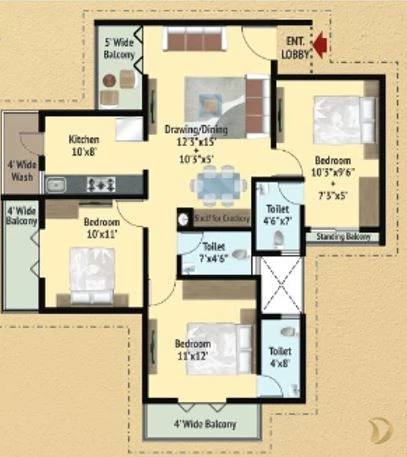 5' Wide
Balcony
ENT.
LOBBY
Kitchen
10'x8'
Drawing/Dining
12'3"x15'
+
10'3"x5'
4' Wide
Wash
Bedroom
10'3"x9'6"
+
7'3"x5'
4' Wide
Balcony
Bedroom
10'x11'
Shelf for Crockery
Toilet
4'6"x7'
Standing Balcony
Toilet
7'x4'6"
Bedroom
11'x12'
Toilet
4'x8'
4' Wide Balcony